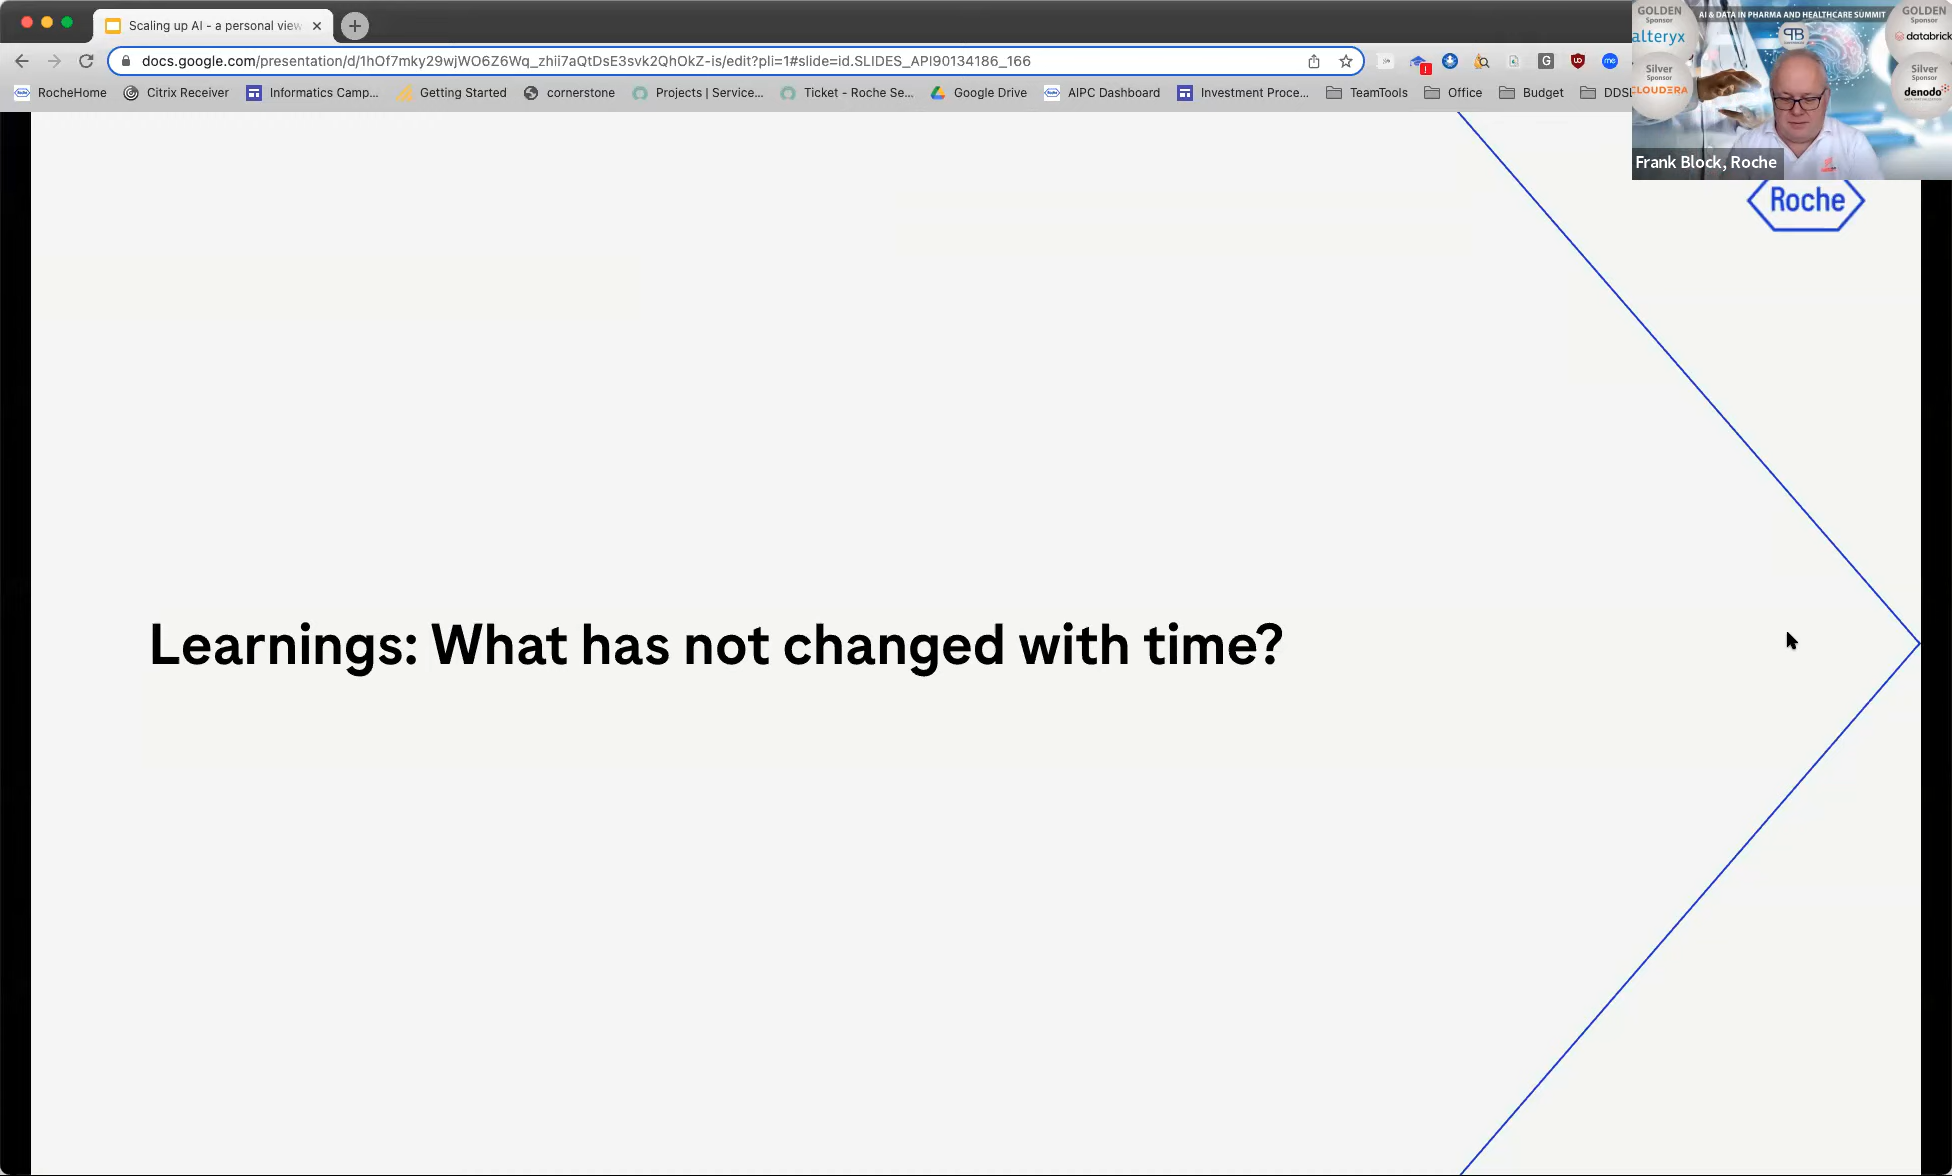 Scaling up AI - a personal view
docs.google.com/presentation/d/1hOf7mky29wjWO6Z6Wq_zhii7aQtDsE3svk2QhOkZ-is/edit?pli=1#slide=id.SLIDES_API90134186_166
RocheHome
Citrix Receiver
Informatics Camp...
Getting Started
cornerstone
Projects | Service...
Ticket - Roche Se...
Google Drive
AIPC Dashboard
Investment Proce...
TeamTools
Office
Budget
DDSI
GOLDEN
Sponsor
alteryx
AI & DATA IN PHARMA AND HEALTHCARE SUMMIT
GOLDEN
Sponsor
databrick
Silver
Sponsor
CLOUDERA
Silver
Sponsor
denodo
Frank Block, Roche
Roche
Learnings: What has not changed with time?